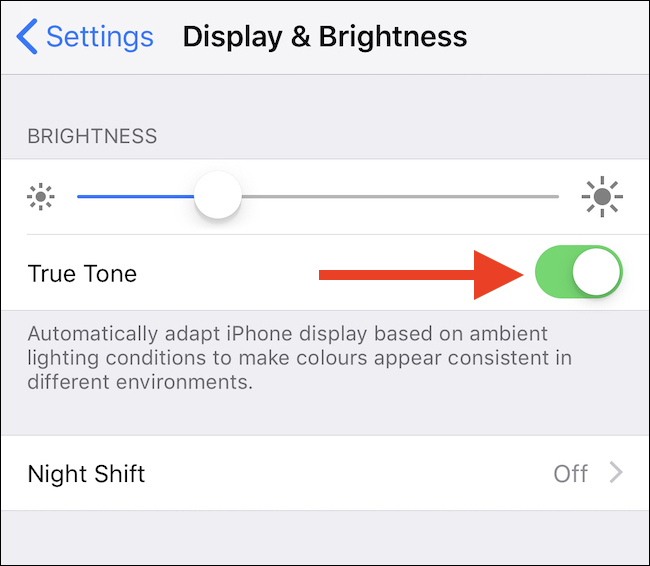 Settings Display & Brightness
BRIGHTNESS
True Tone
Automatically adapt iPhone display based on ambient
lighting conditions to make colours appear consistent in
different environments.
Night Shift Off